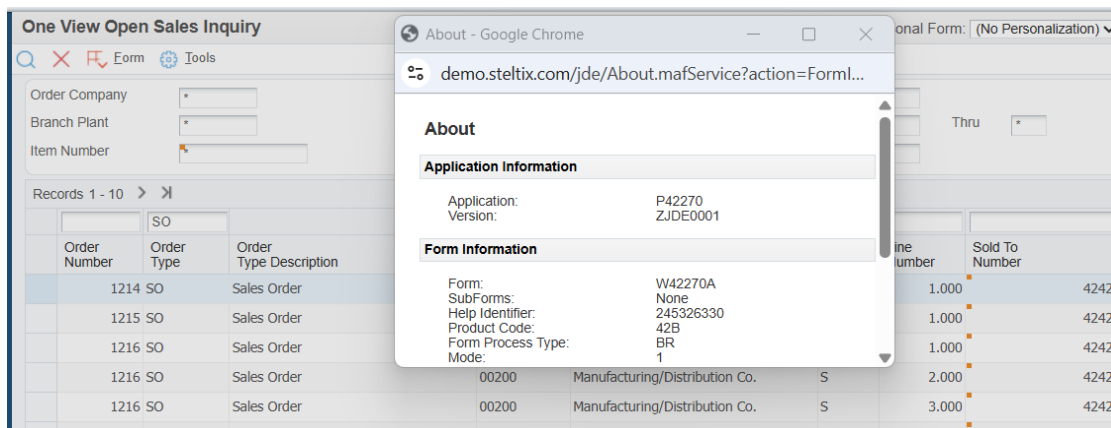 One View Open Sales Inquiry
onal Form: (No Personalization)
Form Tools
Order Company *
Branch Plant * Thru *
Item Number *
Records 1 - 10
SO
Order Number Order Type Order Type Description Number Sold To Number
1214 SO Sales Order 1.000 4242
1215 SO Sales Order 1.000 4242
1216 SO Sales Order 1.000 4242
1216 SO Sales Order 00200 Manufacturing/Distribution Co. S 2.000 4242
1216 SO Sales Order 00200 Manufacturing/Distribution Co. S 3.000 4242
About - Google Chrome
demo.steltix.com/jde/About.mafService?action=FormI...
About
Application Information
Application: P42270
Version: ZJDE0001
Form Information
Form: W42270A
SubForms: None
Help Identifier: 245326330
Product Code: 42B
Form Process Type: BR
Mode: 1